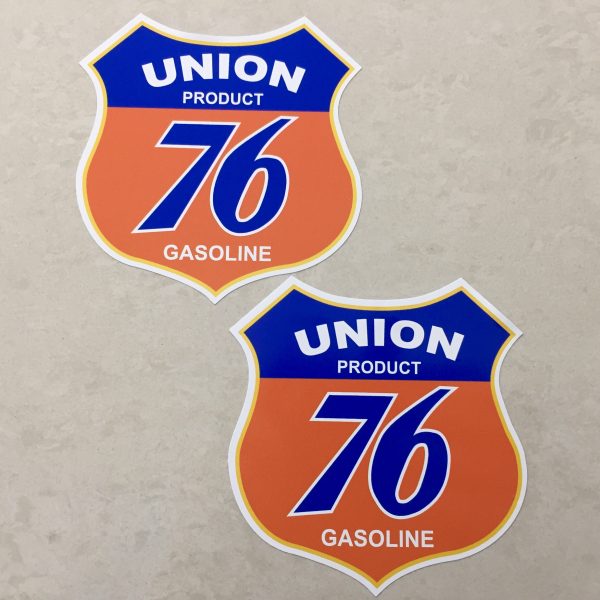 UNION
PRODUCT
76
GASOLINE
UNION
PRODUCT
76
GASOLINE